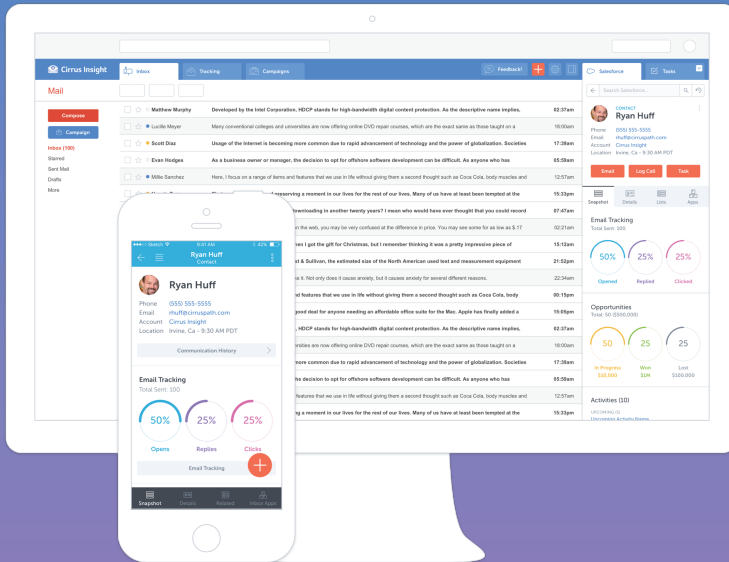 Cirrus Insight
Inbox
Tracking
Campaigns
Feedback!
Salesforce
Tasks
Mail
Search Salesforce...
Compose
Campaign
Inbox (100)
Starred
Sent Mail
Drafts
More
Matthew Murphy Developed by the Intel Corporation, HDCP stands for high-bandwidth digital content protection. As the descriptive name implies, 02:37am
Lucille Meyer Many conventional colleges and universities are now offering online DVD repair courses, which are the exact same as those taught on a 18:00am
Scott Diaz Usage of the Internet is becoming more common due to rapid advancement of technology and the power of globalization. Societies 17:38am
Evan Hodges As a business owner or manager, the decision to opt for offshore software development can be difficult. As anyone who has 05:59am
Millie Sanchez Here, I focus on a range of items and features that we use in life without giving them a second thought such as Coca Cola, body muscles and 12:57am
preserving a moment in our lives for the rest of our lives. Many of us have at least been tempted at the 15:33pm
downloading in another twenty years? I mean who would have ever thought that you could record 07:47am
on the web, you may be very confused at the difference in price. You may see some for as low as $.17 02:21am
when I got the gift for Christmas, but I remember thinking it was a pretty impressive piece of 15:12am
& Sullivan, the estimated size of the North American used test and measurement equipment 21:52pm
it. Not only does it cause anxiety, but it causes anxiety for several different reasons. 22:34am
and features that we use in life without giving them a second thought such as Coca Cola, body 00:15pm
good deal for anyone needing an affordable office suite for the Mac. Apple has finally added a 15:05pm
HDCP stands for high-bandwidth digital content protection. As the descriptive name implies, 02:37am
are now offering online DVD repair courses, which are the exact same as those taught on a 18:00am
more common due to rapid advancement of technology and the power of globalization. Societies 17:38am
the decision to opt for offshore software development can be difficult. As anyone who has 05:59am
features that we use in life without giving them a second thought such as Coca Cola, body muscles and 12:57am
a moment in our lives for the rest of our lives. Many of us have at least been tempted at the 15:33pm
CONTACT
Ryan Huff
Phone (555) 555-5555
Email rhuff@cirruspath.com
Account Cirrus Insight
Location Irvine, Ca - 9:30 AM PDT
Email
Log Call
Task
Snapshot
Details
Lists
Apps
Email Tracking
Total Sent: 100
50% 25% 25%
Opened Replied Clicked
Opportunities
Total: 50 ($500,000)
50 25 25
In Progress Won Lost
$10,000 $1M $100,000
Activities (10)
UPCOMING (5)
Upcoming Activity Name
Sketch 9:41 AM 42%
Ryan Huff
Contact
Ryan Huff
Phone (555) 555-5555
Email rhuff@cirruspath.com
Account Cirrus Insight
Location Irvine, Ca - 9:30 AM PDT
Communication History
Email Tracking
Total Sent: 100
50% 25% 25%
Opens Replies Clicks
Email Tracking
Snapshot
Details
Related
Inbox Apps